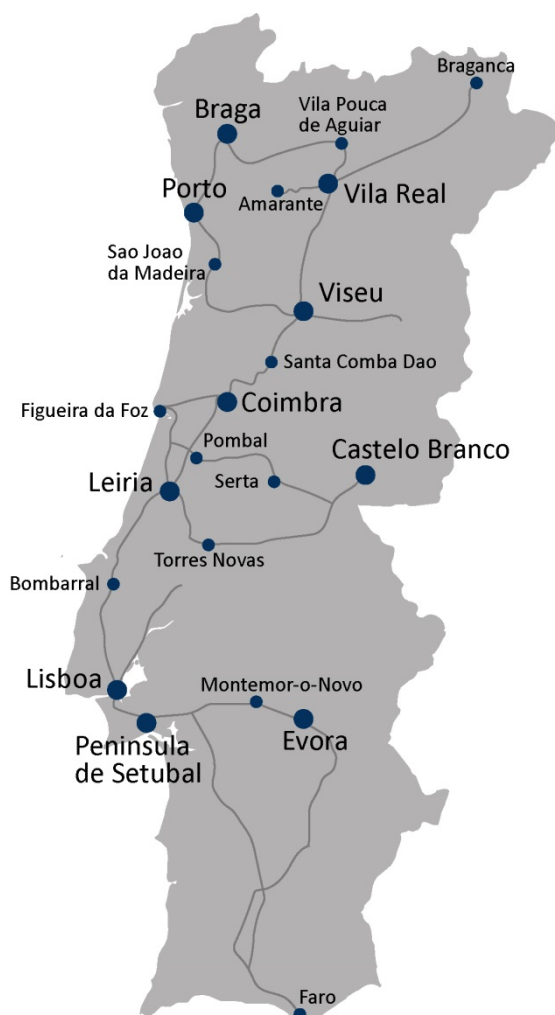 Braganca
Vila Pouca
de Aguiar
Braga
Porto
Amarante
Vila Real
Sao Joao
da Madeira
Viseu
Santa Comba Dao
Figueira da Foz
Coimbra
Pombal
Castelo Branco
Leiria
Serta
Torres Novas
Bombarral
Lisboa
Montemor-o-Novo
Evora
Peninsula
de Setubal
Faro